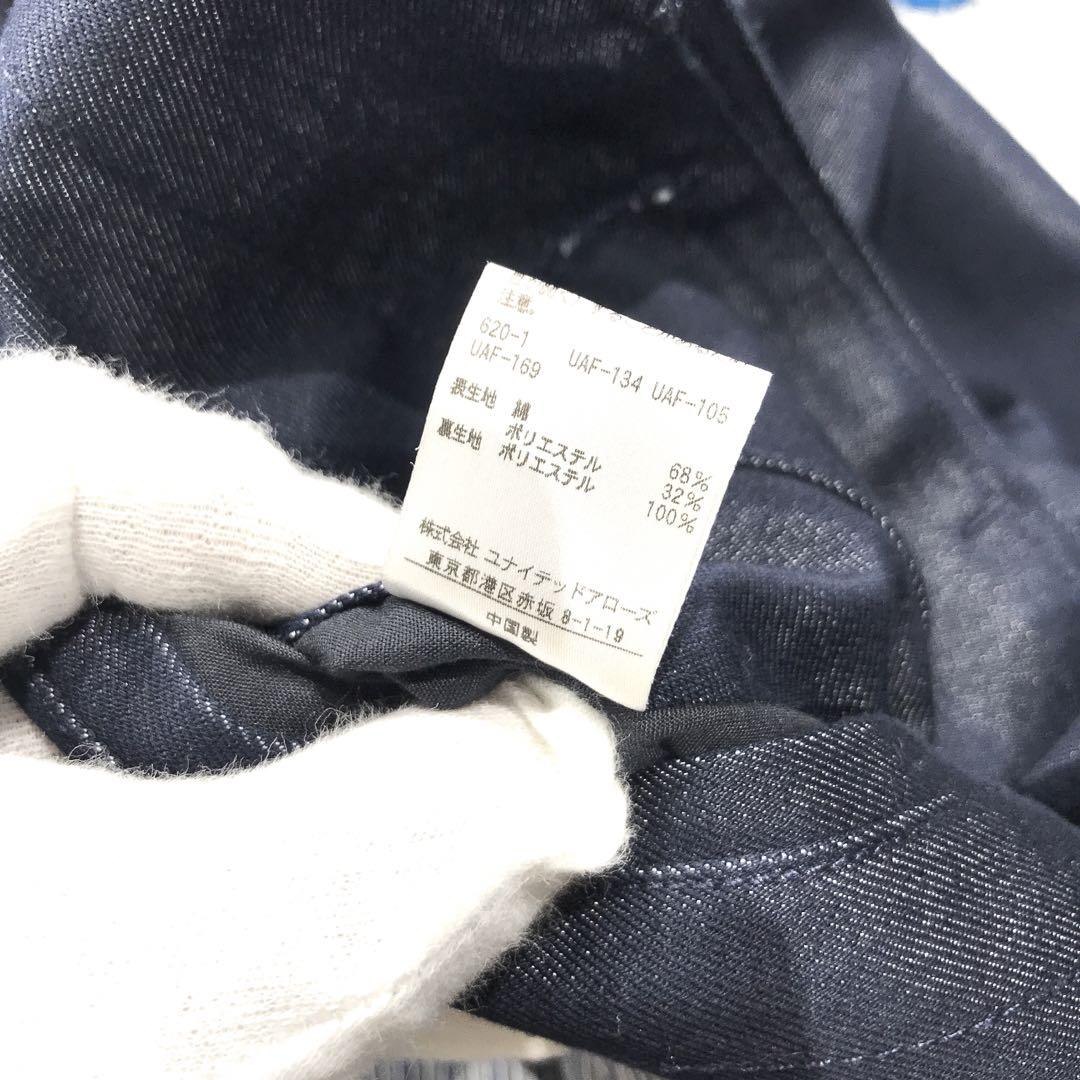 注意。
620-1 UAF-134 UAF-105
UAF-169
表生地 綿 68%
ポリエステル 32%
裏生地 ポリエステル 100%
株式会社 ユナイテッドアローズ
東京都港区赤坂 8-1-19
中国製